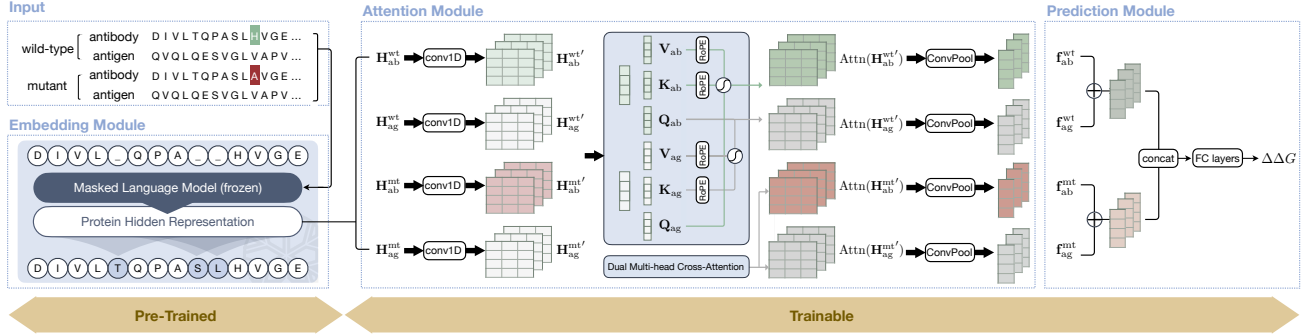 Input
wild-type
antibody D I V L T Q P A S L H V G E ...
antigen Q V Q L Q E S V G L V A P V ...
mutant
antibody D I V L T Q P A S L A V G E ...
antigen Q V Q L Q E S V G L V A P V ...
Embedding Module
D I V L _ Q P A _ _ H V G E
Masked Language Model (frozen)
Protein Hidden Representation
D I V L T Q P A S L H V G E
Pre-Trained
Attention Module
H_ab^wt conv1D H_ab^wt′
H_ag^wt conv1D H_ag^wt′
H_ab^mt conv1D H_ab^mt′
H_ag^mt conv1D H_ag^mt′
V_ab RoPE
K_ab RoPE
Q_ab
V_ag RoPE
K_ag RoPE
Q_ag
Dual Multi-head Cross-Attention
Attn(H_ab^wt′) ConvPool
Attn(H_ag^wt′) ConvPool
Attn(H_ab^mt′) ConvPool
Attn(H_ag^mt′) ConvPool
Prediction Module
f_ab^wt
f_ag^wt
f_ab^mt
f_ag^mt
concat FC layers ΔΔG
Trainable